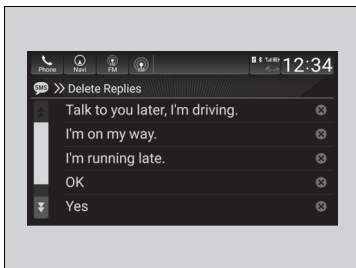 Phone Navi FM
12:34
SMS Delete Replies
Talk to you later, I'm driving.
I'm on my way.
I'm running late.
OK
Yes